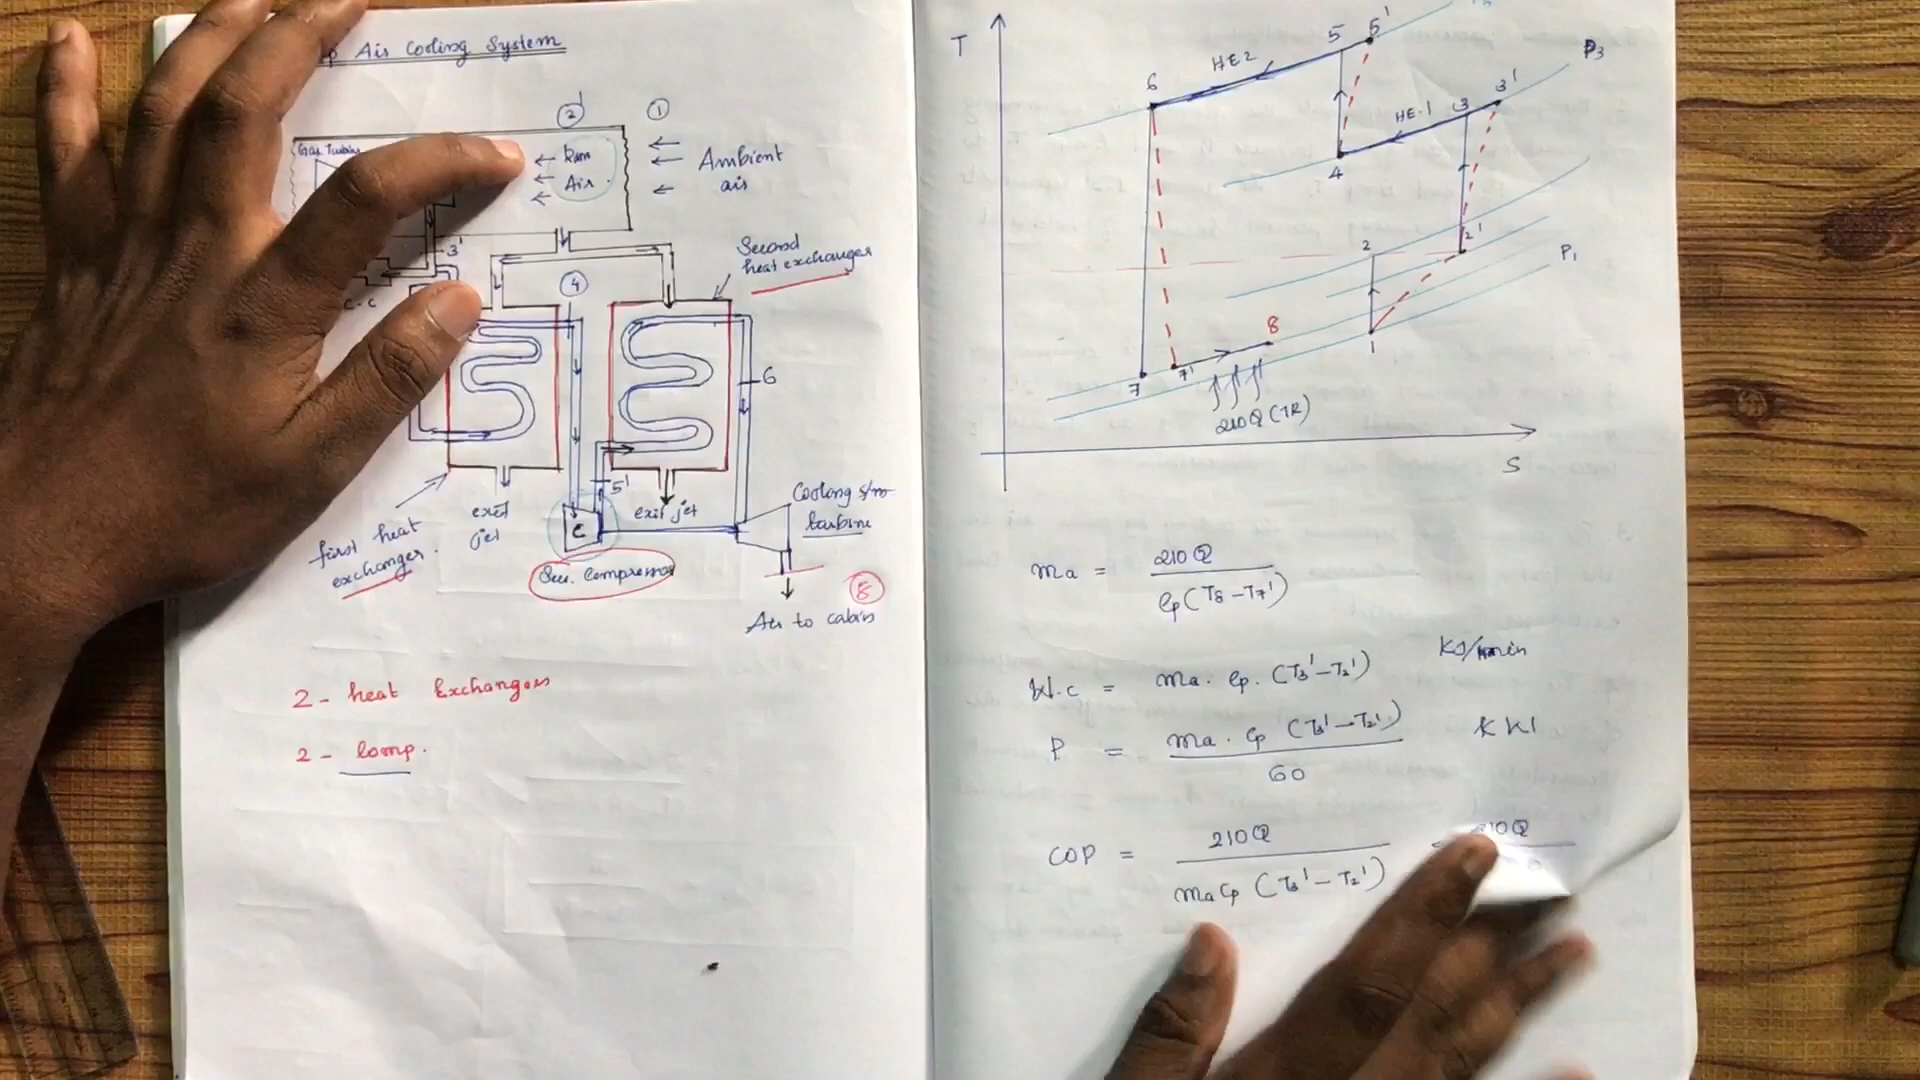 Air Cooling System
2
1
Gas Turbine
Ram
Air.
Ambient
air
3'
C-C
4
Second
heat exchanger
6
5'
C
exit
jet
exit jet
Cooling s/m
turbine
first heat
exchanger.
Sec. Compressor
8
Air to cabin
2 - heat Exchangers
2 - Comp.
T
6
HE2
5
5'
P3
HE-1
3
3'
4
2
2'
P1
1
8
7
7'
210Q (TR)
S
ma = 210Q
Cp (T8 - T7')
W.c = ma. Cp. (T3' - T2') KJ/min
P = ma. Cp (T3' - T2') KW
60
COP = 210Q
ma Cp (T3' - T2')